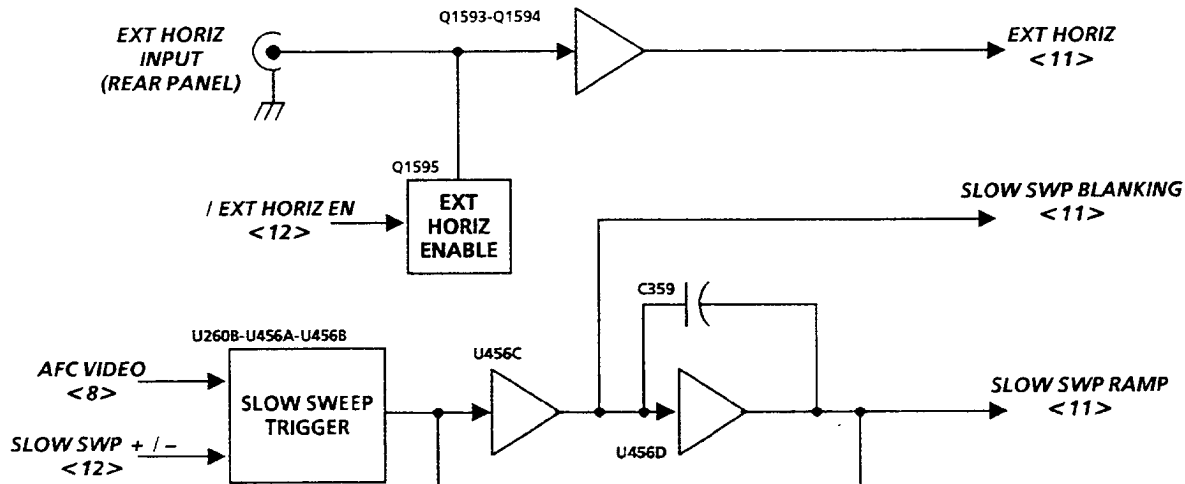 Q1593-Q1594
EXT HORIZ
INPUT
(REAR PANEL)
EXT HORIZ
<11>
Q1595
/ EXT HORIZ EN
<12>
EXT
HORIZ
ENABLE
SLOW SWP BLANKING
<11>
C359
U260B-U456A-U456B
AFC VIDEO
<8>
SLOW SWP + / −
<12>
SLOW SWEEP
TRIGGER
U456C
U456D
SLOW SWP RAMP
<11>